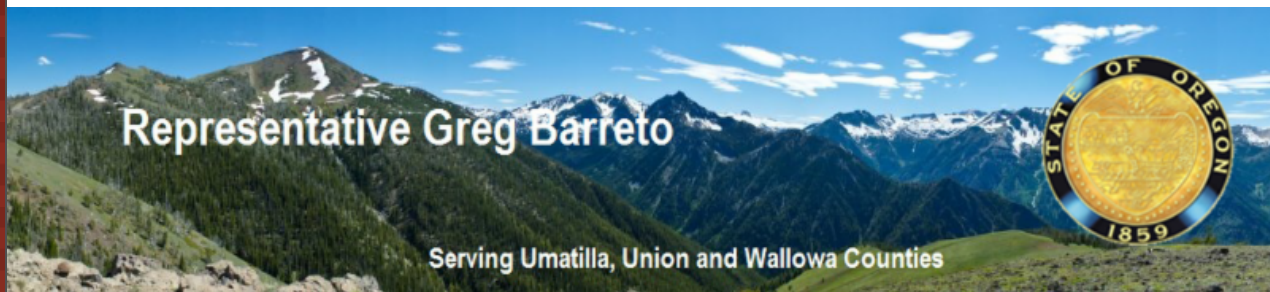 Representative Greg Barreto
STATE OF OREGON
1859
Serving Umatilla, Union and Wallowa Counties